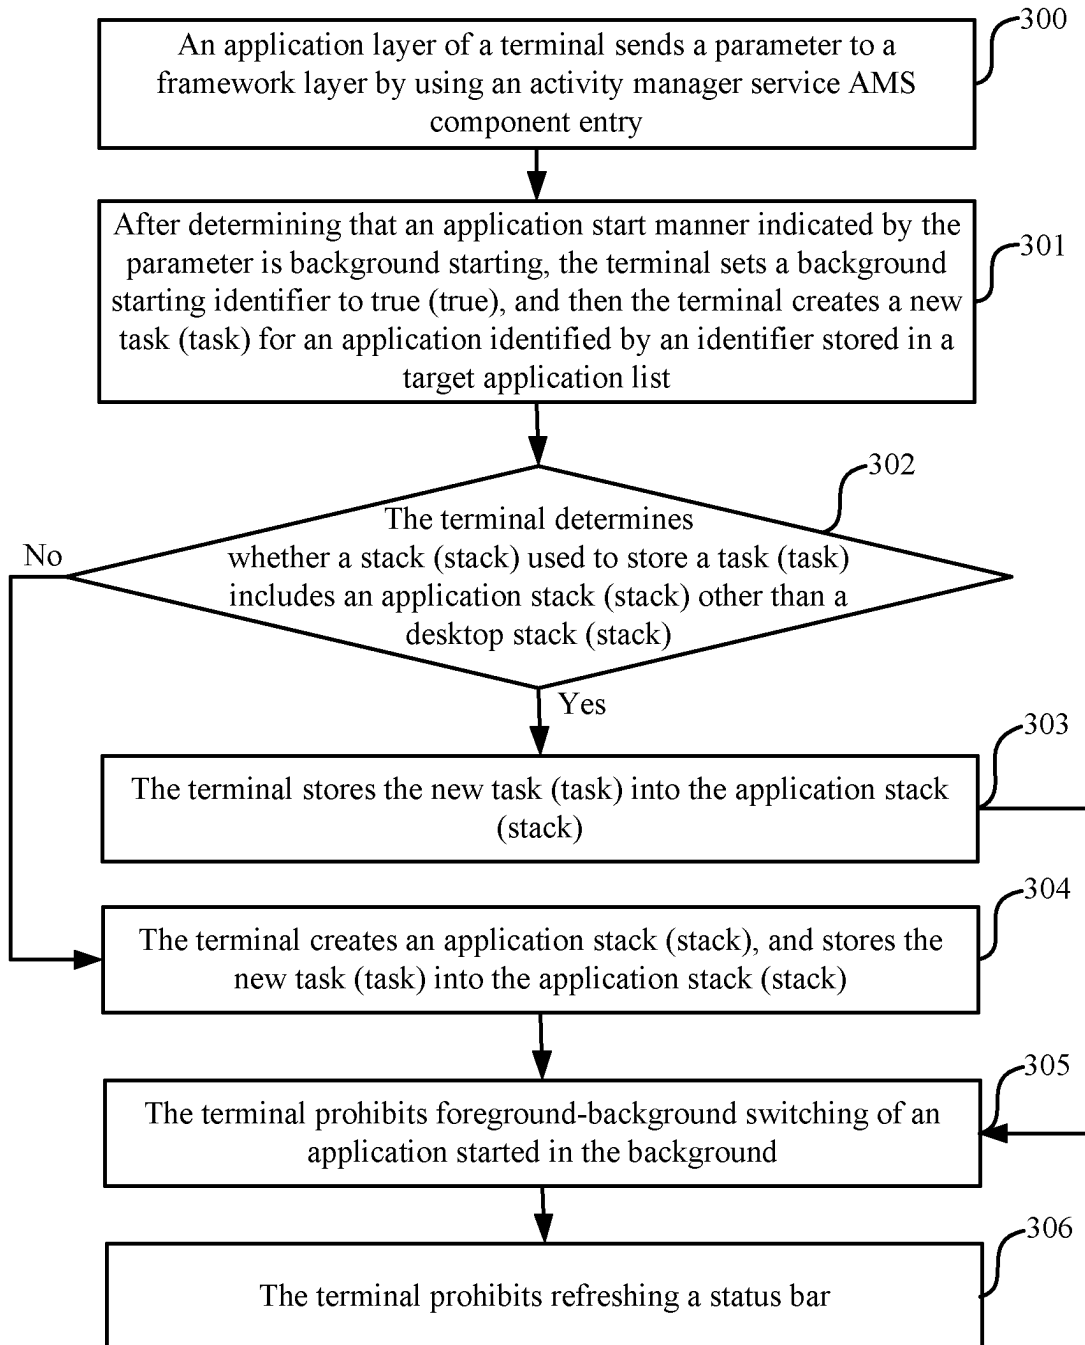 300
An application layer of a terminal sends a parameter to a
framework layer by using an activity manager service AMS
component entry
301
After determining that an application start manner indicated by the
parameter is background starting, the terminal sets a background
starting identifier to true (true), and then the terminal creates a new
task (task) for an application identified by an identifier stored in a
target application list
302
The terminal determines
whether a stack (stack) used to store a task (task)
includes an application stack (stack) other than a
desktop stack (stack)
No
Yes
303
The terminal stores the new task (task) into the application stack
(stack)
304
The terminal creates an application stack (stack), and stores the
new task (task) into the application stack (stack)
305
The terminal prohibits foreground-background switching of an
application started in the background
306
The terminal prohibits refreshing a status bar